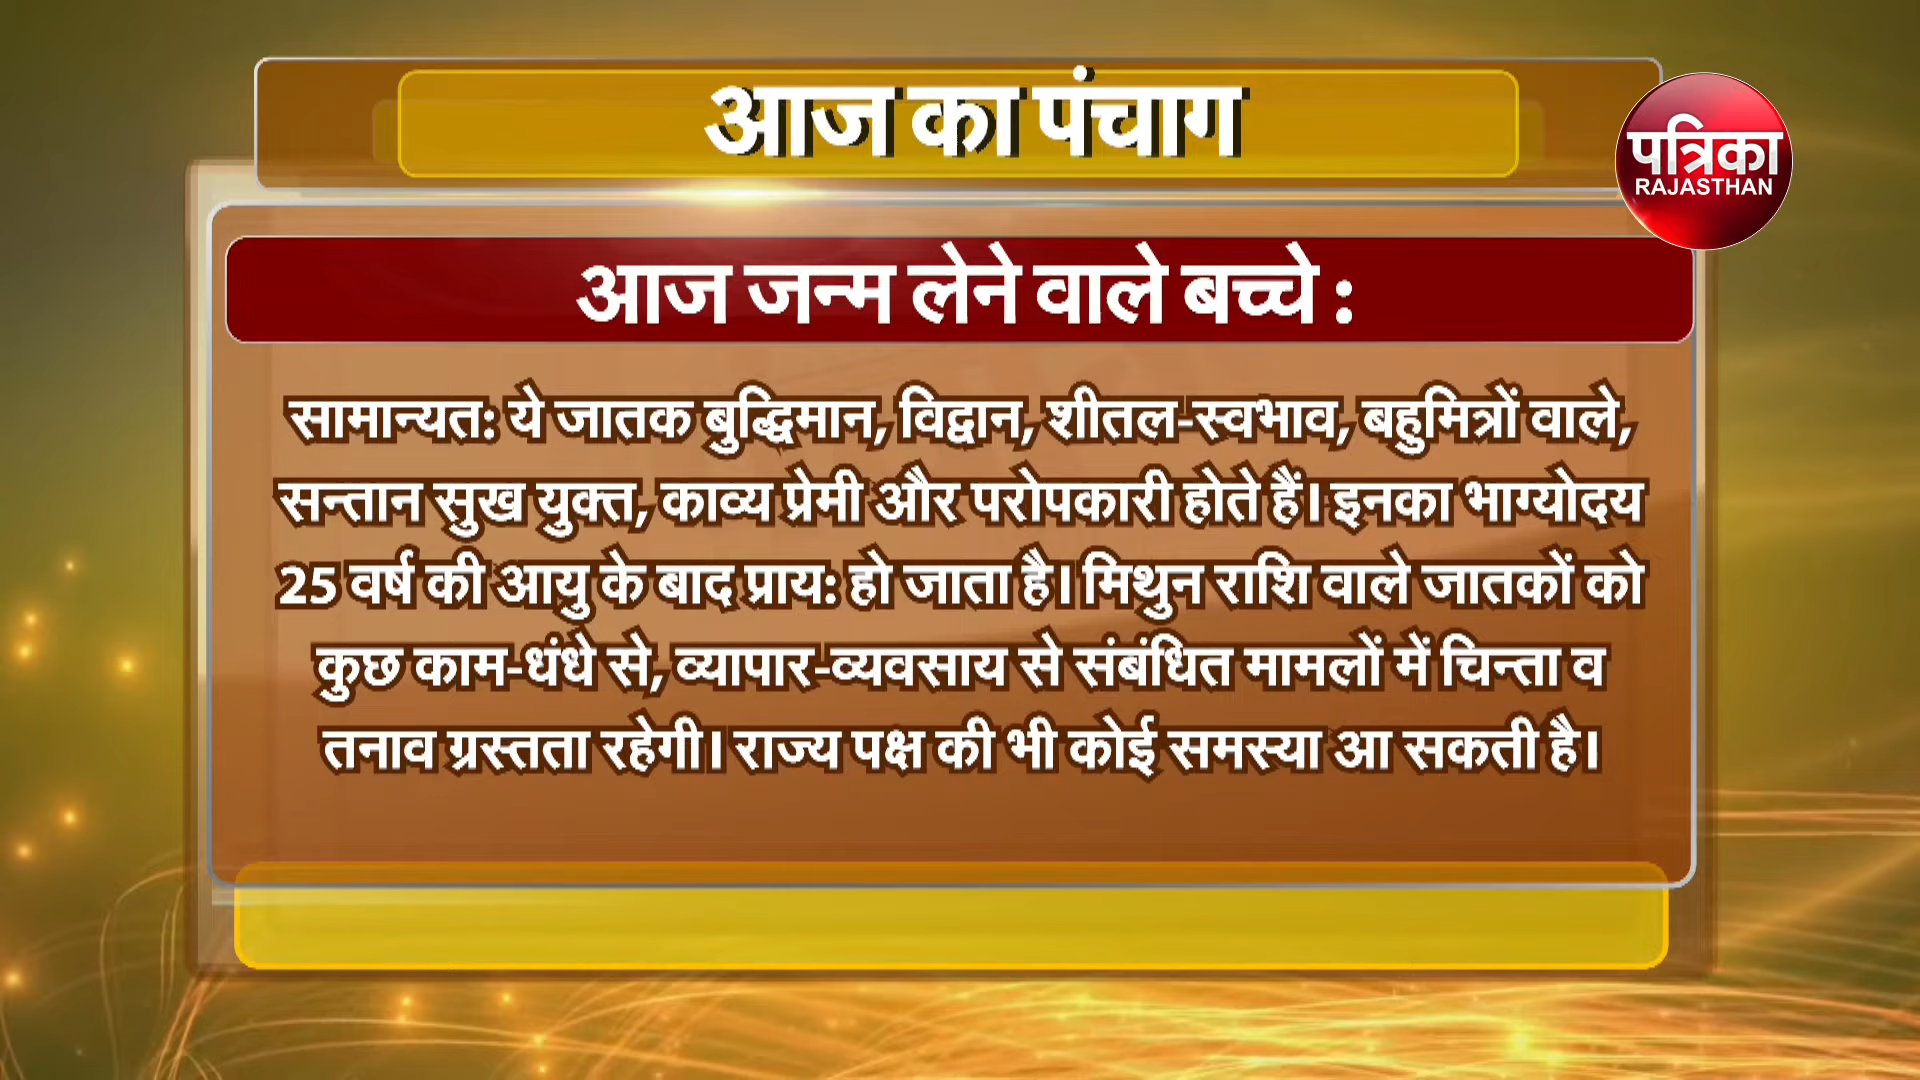 आज का पंचाग
पत्रिका
RAJASTHAN
आज जन्म लेने वाले बच्चे :
सामान्यत: ये जातक बुद्धिमान, विद्वान, शीतल-स्वभाव, बहुमित्रों वाले,
सन्तान सुख युक्त, काव्य प्रेमी और परोपकारी होते हैं। इनका भाग्योदय
25 वर्ष की आयु के बाद प्राय: हो जाता है। मिथुन राशि वाले जातकों को
कुछ काम-धंधे से, व्यापार-व्यवसाय से संबंधित मामलों में चिन्ता व
तनाव ग्रस्तता रहेगी। राज्य पक्ष की भी कोई समस्या आ सकती है।